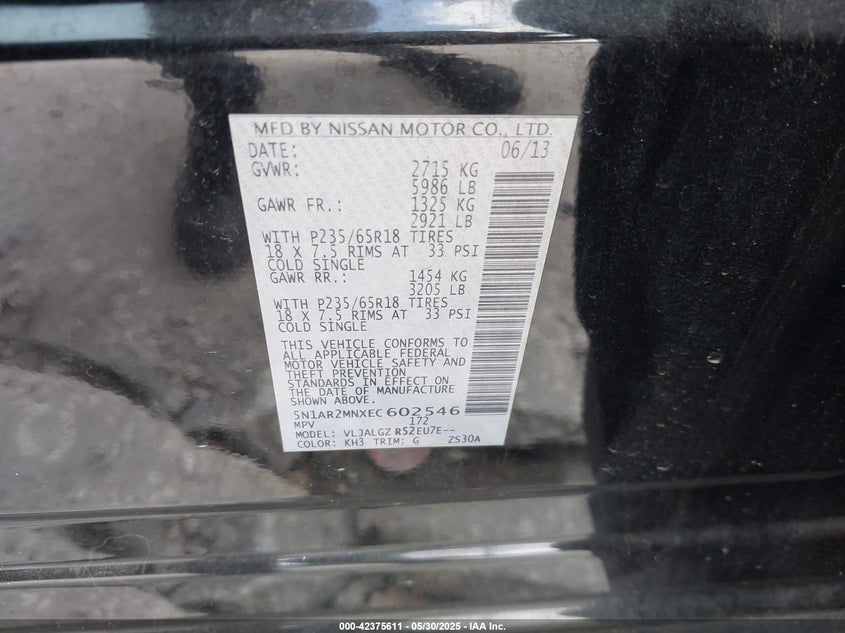 MFD BY NISSAN MOTOR CO., LTD.
DATE: 06/13
GVWR: 2715 KG
5986 LB
GAWR FR.: 1325 KG
2921 LB
WITH P235/65R18 TIRES
18 X 7.5 RIMS AT 33 PSI
COLD SINGLE
GAWR RR.: 1454 KG
3205 LB
WITH P235/65R18 TIRES
18 X 7.5 RIMS AT 33 PSI
COLD SINGLE
THIS VEHICLE CONFORMS TO
ALL APPLICABLE FEDERAL
MOTOR VEHICLE SAFETY AND
THEFT PREVENTION
STANDARDS IN EFFECT ON
THE DATE OF MANUFACTURE
SHOWN ABOVE.
5N1AR2MNXEC602546
MPV 172
MODEL: VLJALGZ R52EU7E--
COLOR: KH3 TRIM: G ZS30A
000-42375611 - 05/30/2025 - IAA Inc.